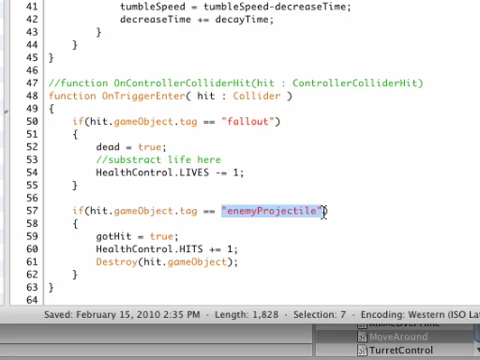 41 tumbleSpeed = tumbleSpeed-decreaseTime;
42 decreaseTime += decayTime;
43 }
44 }
45 }
46
47 //function OnControllerColliderHit(hit : ControllerColliderHit)
48 function OnTriggerEnter( hit : Collider )
49 {
50 if(hit.gameObject.tag == "fallout")
51 {
52 dead = true;
53 //substract life here
54 HealthControl.LIVES -= 1;
55 }
56
57 if(hit.gameObject.tag == "enemyProjectile")
58 {
59 gotHit = true;
60 HealthControl.HITS += 1;
61 Destroy(hit.gameObject);
62 }
63 }
64
Saved: February 15, 2010 2:35 PM Length: 1,828 Selection: 7 Encoding: Western (ISO Lat
MoveAround
TurretControl